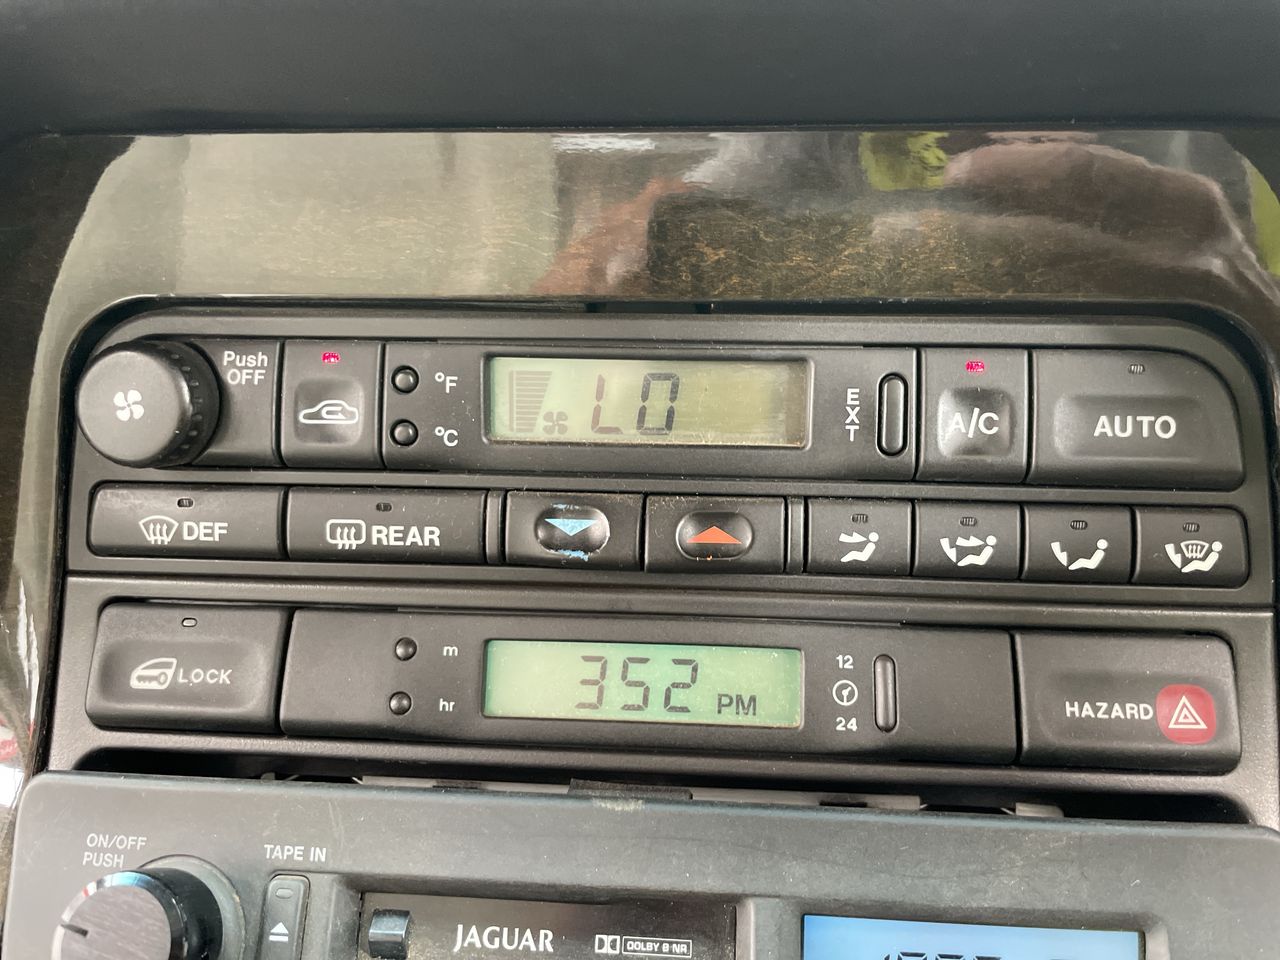 Push
OFF
°F
°C
LO
EXT
A/C
AUTO
DEF
REAR
LOCK
m
hr
352 PM
12
24
HAZARD
ON/OFF
PUSH
TAPE IN
JAGUAR
DOLBY B NR